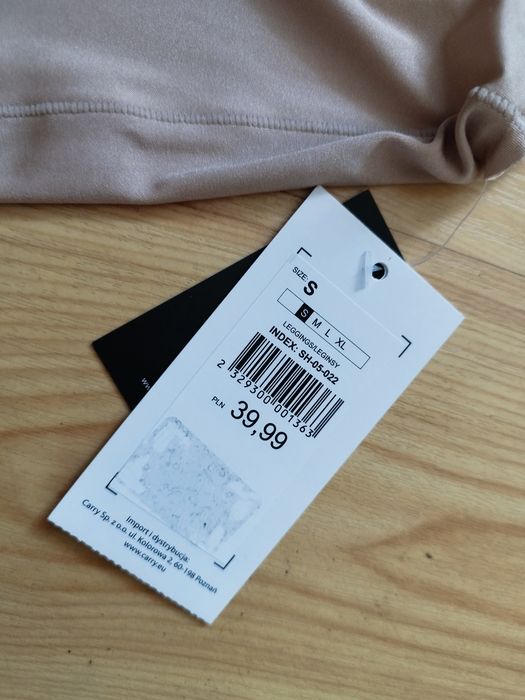 SIZE: S
S M L XL
LEGGINGS/LEGINSY
INDEX: SH-05-022
2 329300 001363
PLN 39,99
Import i dystrybucja:
Carry Sp. z o.o. ul. Kolorowa 2, 60-198 Poznań
www.carry.eu